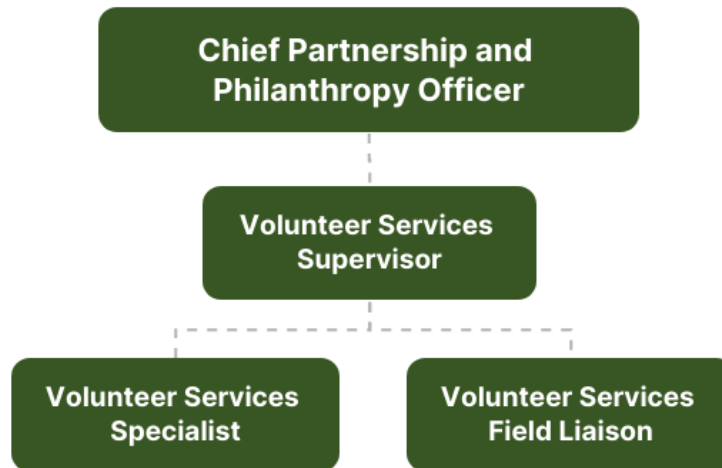 Chief Partnership and
Philanthropy Officer
Volunteer Services
Supervisor
Volunteer Services
Specialist
Volunteer Services
Field Liaison